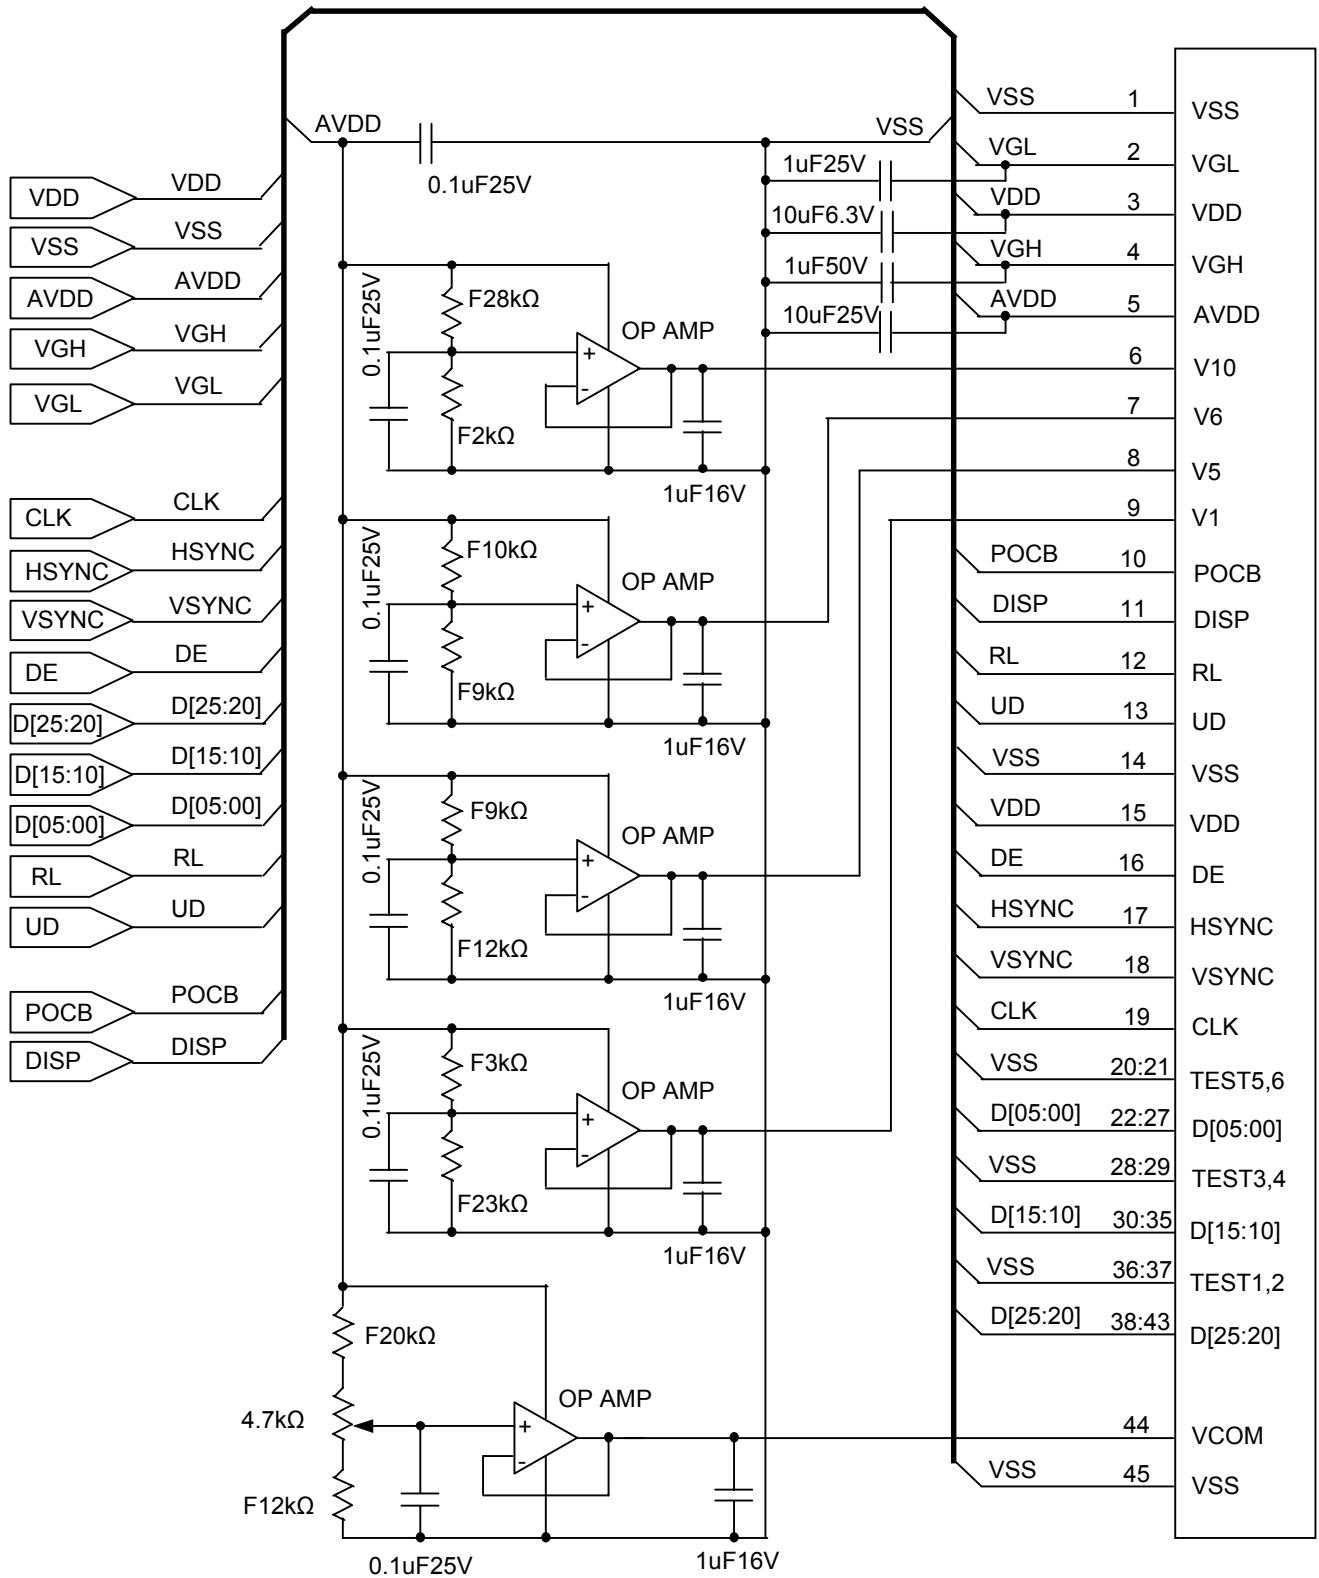 AVDD
0.1uF25V
VSS
VDD
VDD
VSS
VSS
AVDD
AVDD
VGH
VGH
VGL
VGL
CLK
CLK
HSYNC
HSYNC
VSYNC
VSYNC
DE
DE
D[25:20]
D[25:20]
D[15:10]
D[15:10]
D[05:00]
D[05:00]
RL
RL
UD
UD
POCB
POCB
DISP
DISP
0.1uF25V
F28kΩ
F2kΩ
OP AMP
+
-
1uF16V
0.1uF25V
F10kΩ
F9kΩ
OP AMP
+
-
1uF16V
0.1uF25V
F9kΩ
F12kΩ
OP AMP
+
-
1uF16V
0.1uF25V
F3kΩ
F23kΩ
OP AMP
+
-
1uF16V
F20kΩ
4.7kΩ
F12kΩ
OP AMP
+
-
0.1uF25V
1uF16V
1uF25V
10uF6.3V
1uF50V
10uF25V
VSS 1 VSS
VGL 2 VGL
VDD 3 VDD
VGH 4 VGH
AVDD 5 AVDD
6 V10
7 V6
8 V5
9 V1
POCB 10 POCB
DISP 11 DISP
RL 12 RL
UD 13 UD
VSS 14 VSS
VDD 15 VDD
DE 16 DE
HSYNC 17 HSYNC
VSYNC 18 VSYNC
CLK 19 CLK
VSS 20:21 TEST5,6
D[05:00] 22:27 D[05:00]
VSS 28:29 TEST3,4
D[15:10] 30:35 D[15:10]
VSS 36:37 TEST1,2
D[25:20] 38:43 D[25:20]
44 VCOM
VSS 45 VSS